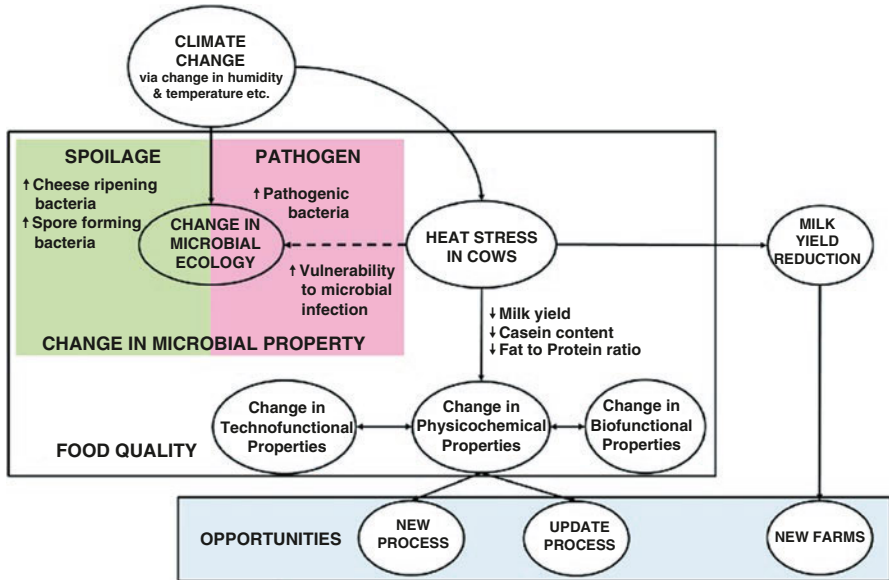 CLIMATE
CHANGE
via change in humidity
& temperature etc.
SPOILAGE
↑ Cheese ripening
bacteria
↑ Spore forming
bacteria
PATHOGEN
↑ Pathogenic
bacteria
CHANGE IN
MICROBIAL
ECOLOGY
↑ Vulnerability
to microbial
infection
CHANGE IN MICROBIAL PROPERTY
HEAT STRESS
IN COWS
MILK
YIELD
REDUCTION
↓ Milk yield
↓ Casein content
↓ Fat to Protein ratio
Change in
Technofunctional
Properties
Change in
Physicochemical
Properties
Change in
Biofunctional
Properties
FOOD QUALITY
OPPORTUNITIES
NEW
PROCESS
UPDATE
PROCESS
NEW FARMS